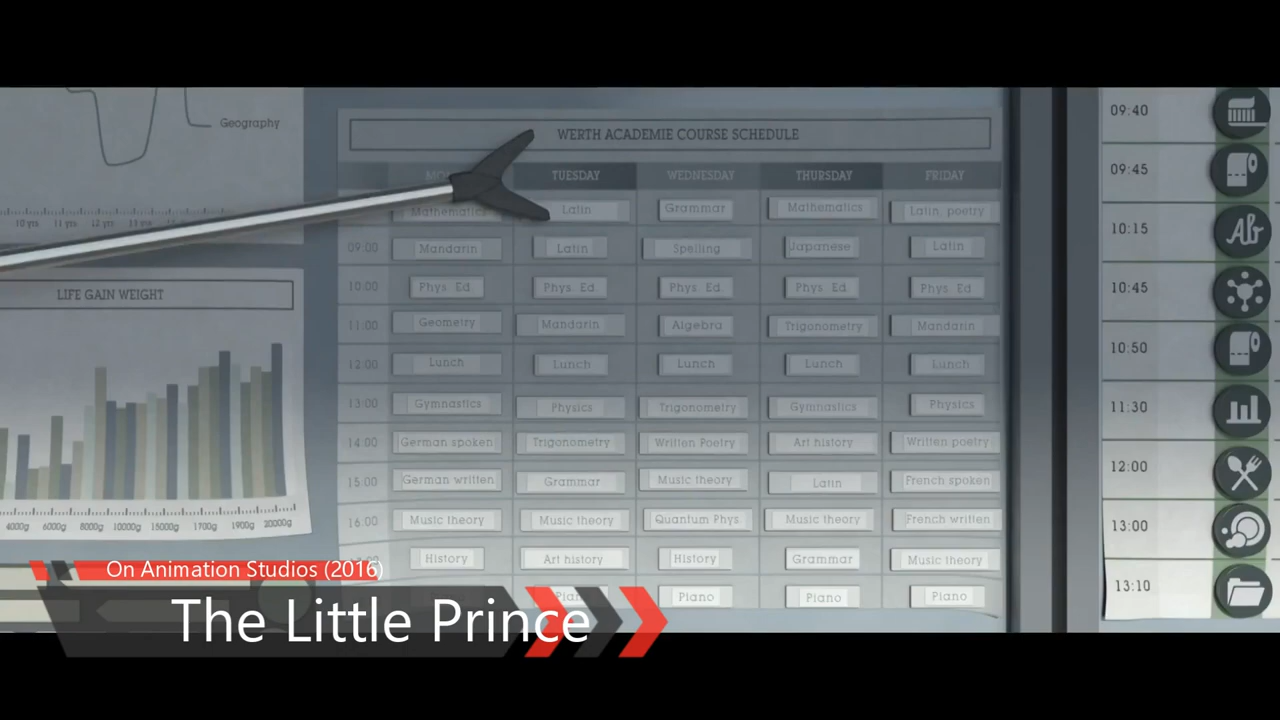 Geography
10 yrs 11 yrs 12 yrs
LIFE GAIN WEIGHT
4000g 6000g 8000g 10000g 15000g 1700g 1900g 20000g
WERTH ACADEMIE COURSE SCHEDULE
TUESDAY WEDNESDAY THURSDAY FRIDAY
Mathematics Latin Grammar Mathematics Latin, poetry
09:00 Mandarin Latin Spelling Japanese Latin
10:00 Phys. Ed. Phys. Ed. Phys. Ed. Phys. Ed. Phys. Ed
11:00 Geometry Mandarin Algebra Trigonometry Mandarin
12:00 Lunch Lunch Lunch Lunch Lunch
13:00 Gymnastics Physics Trigonometry Gymnastics Physics
14:00 German spoken Trigonometry Written Poetry Art history Written poetry
15:00 German written Grammar Music theory Latin French spoken
16:00 Music theory Music theory Quantum Phys. Music theory French written
History Art history History Grammar Music theory
Piano Piano Piano
09:40
09:45
10:15 Ab
10:45
10:50
11:30
12:00
13:00
13:10
On Animation Studios (2016)
The Little Prince